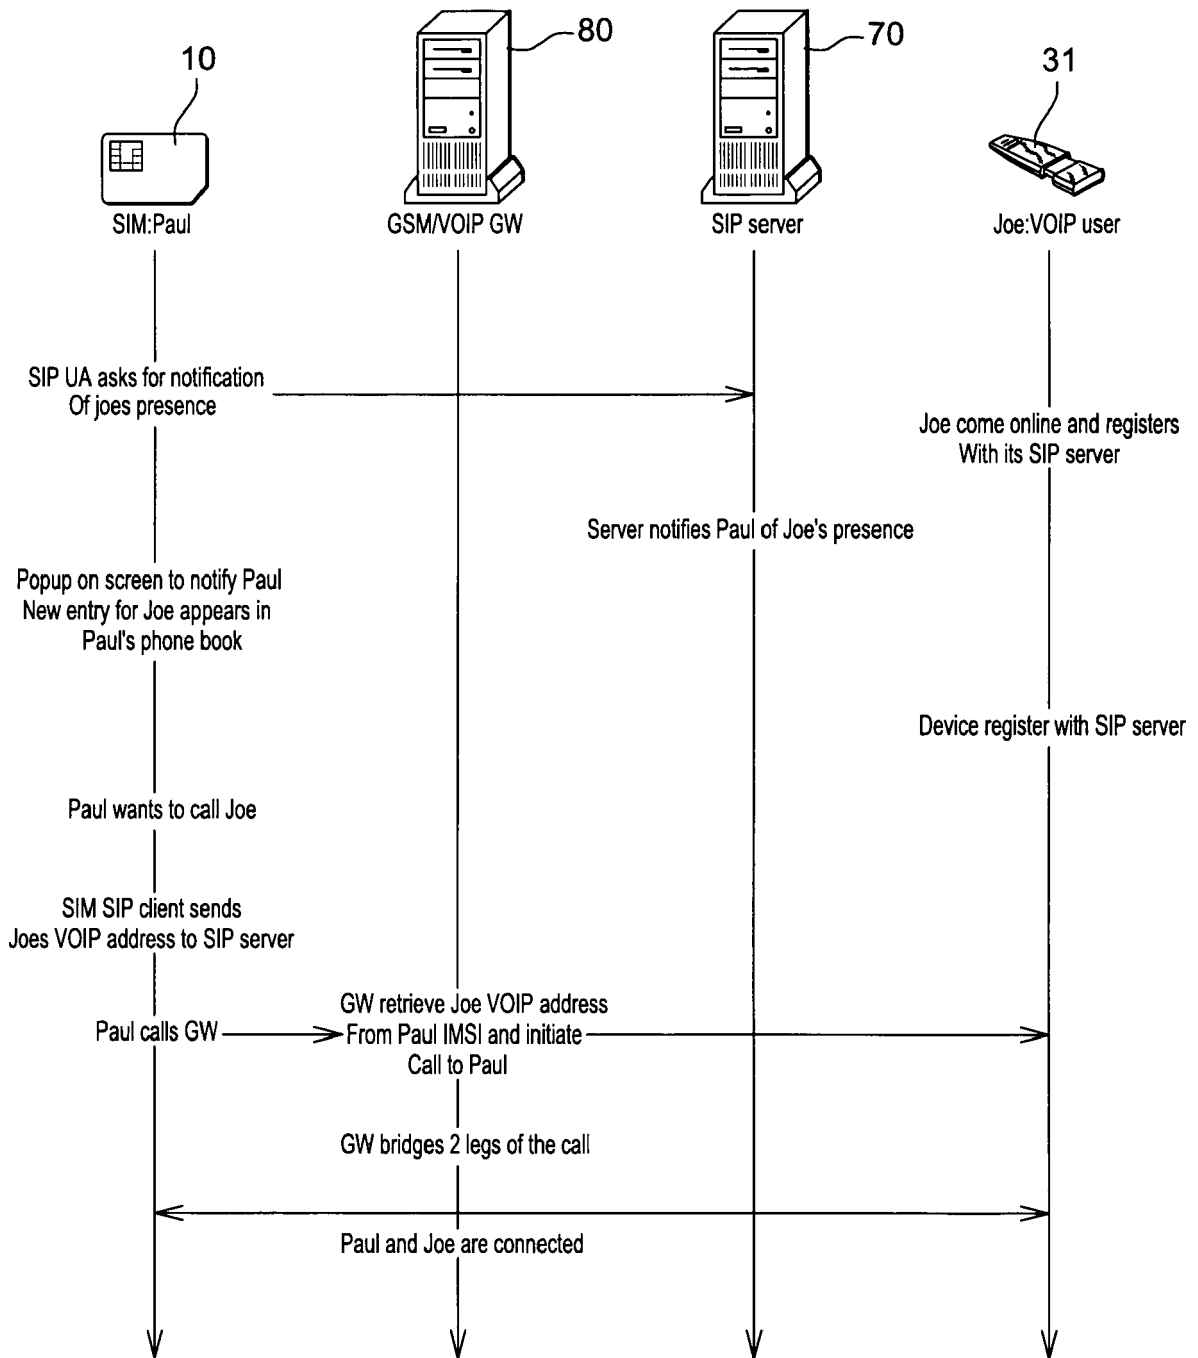 80
70
10
31
SIM:Paul
GSM/VOIP GW
SIP server
Joe:VOIP user
SIP UA asks for notification
Of joes presence
Joe come online and registers
With its SIP server
Server notifies Paul of Joe's presence
Popup on screen to notify Paul
New entry for Joe appears in
Paul's phone book
Device register with SIP server
Paul wants to call Joe
SIM SIP client sends
Joes VOIP address to SIP server
Paul calls GW
GW retrieve Joe VOIP address
From Paul IMSI and initiate
Call to Paul
GW bridges 2 legs of the call
Paul and Joe are connected